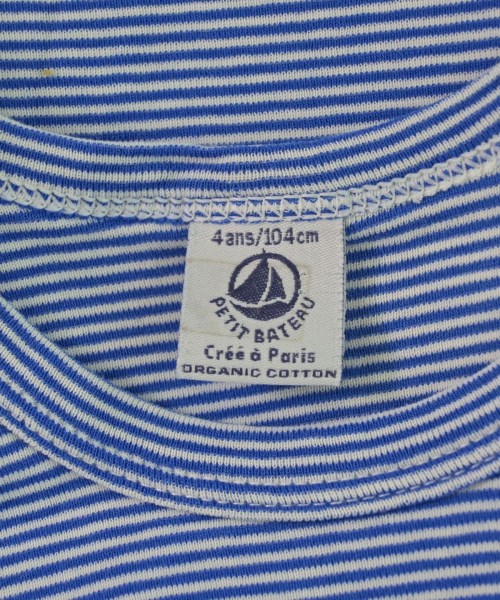 4ans/104cm
PETIT BATEAU
Créé à Paris
ORGANIC COTTON